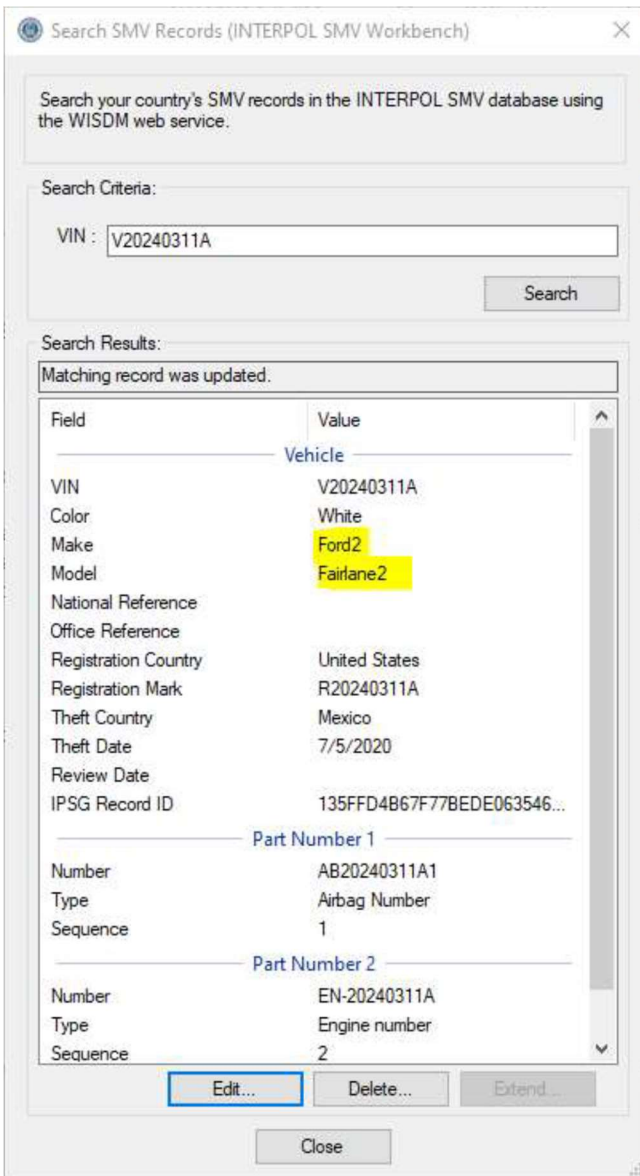 Search SMV Records (INTERPOL SMV Workbench)
Search your country's SMV records in the INTERPOL SMV database using
the WISDM web service.
Search Criteria:
VIN : V20240311A
Search
Search Results:
Matching record was updated.
Field Value
Vehicle
VIN V20240311A
Color White
Make Ford2
Model Fairlane2
National Reference
Office Reference
Registration Country United States
Registration Mark R20240311A
Theft Country Mexico
Theft Date 7/5/2020
Review Date
IPSG Record ID 135FFD4B67F77BEDE063546...
Part Number 1
Number AB20240311A1
Type Airbag Number
Sequence 1
Part Number 2
Number EN-20240311A
Type Engine number
Sequence 2
Edit... Delete... Extend...
Close